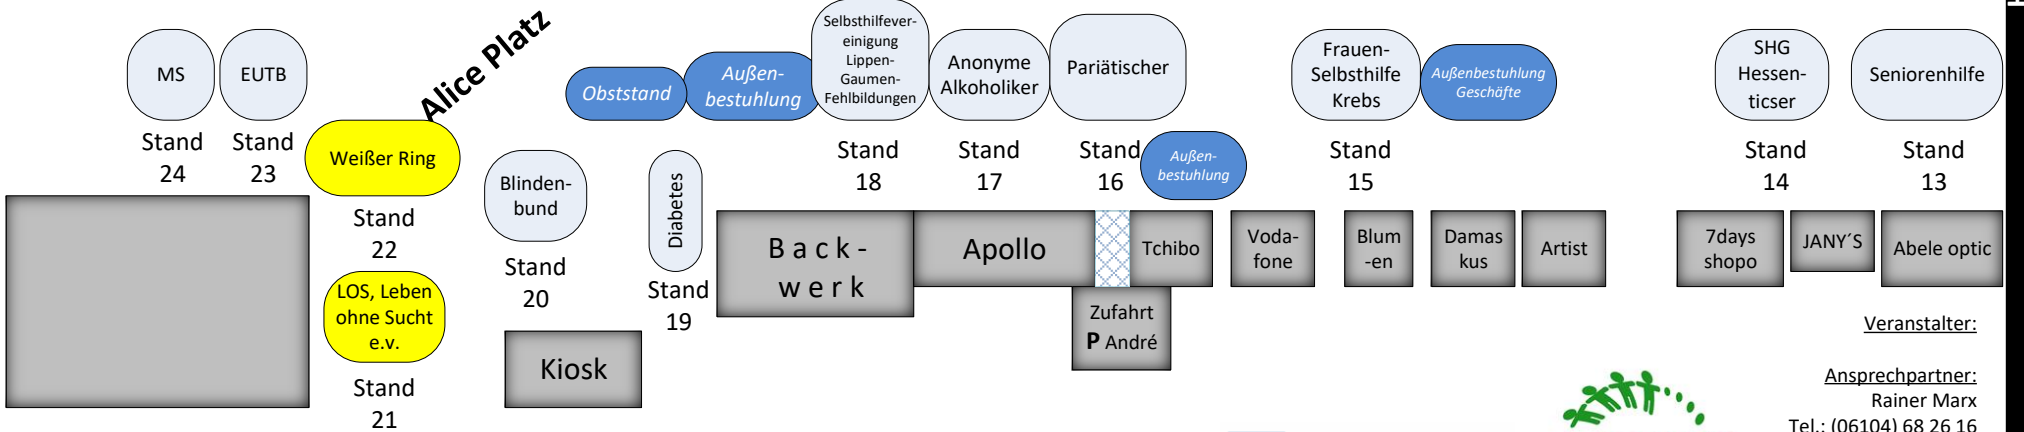 Alice Platz
MS
EUTB
Obststand
Außen-
bestuhlung
Selbsthilfever-
einigung
Lippen-
Gaumen-
Fehlbildungen
Anonyme
Alkoholiker
Pariätischer
Frauen-
Selbsthilfe
Krebs
Außenbestuhlung
Geschäfte
SHG
Hessen-
ticser
Seniorenhilfe
Stand
24
Stand
23
Weißer Ring
Stand
22
LOS, Leben
ohne Sucht
e.v.
Stand
21
Blinden-
bund
Stand
20
Diabetes
Stand
19
Stand
18
Stand
17
Stand
16
Außen-
bestuhlung
Stand
15
Stand
14
Stand
13
Kiosk
Back-
werk
Apollo
Tchibo
Zufahrt
P André
Voda-
fone
Blum
-en
Damas
kus
Artist
7days
shopo
JANY´S
Abele optic
Veranstalter:
Ansprechpartner:
Rainer Marx
Tel.: (06104) 68 26 16